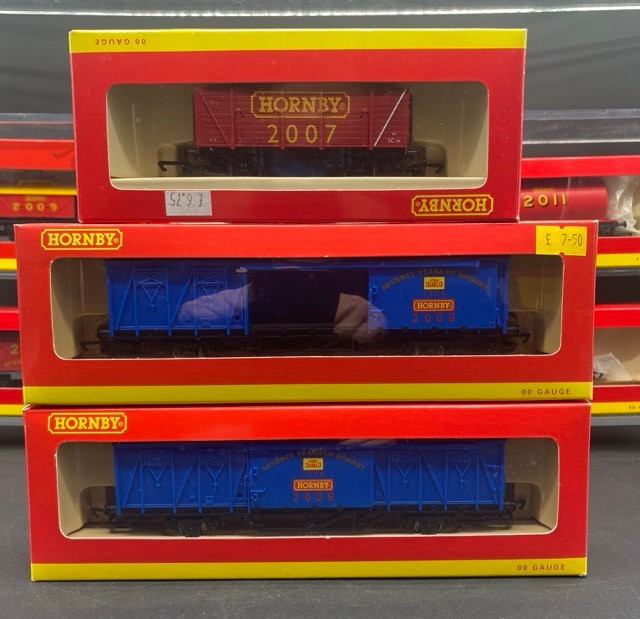 00 GAUGE
HORNBY®
2007
£6.75
HORNBY®
2009
2011
HORNBY®
£ 7-50
SEVENTY YEARS OF HORNBY
DUBLO
HORNBY
2008
00 GAUGE
HORNBY®
SEVENTY YEARS OF HORNBY
DUBLO
HORNBY
2008
00 GAUGE